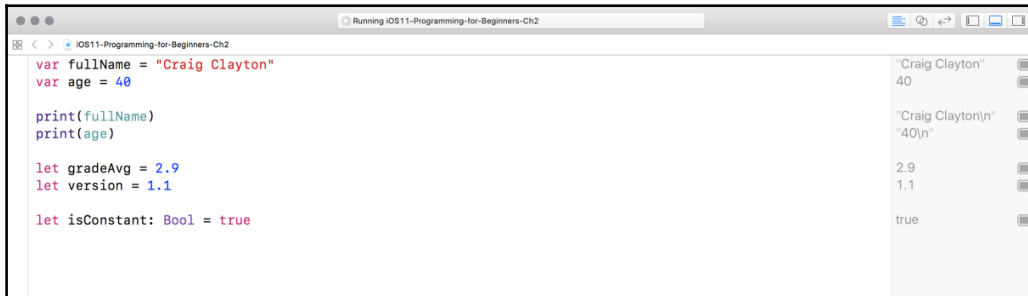 Running iOS11-Programming-for-Beginners-Ch2
iOS11-Programming-for-Beginners-Ch2
var fullName = "Craig Clayton"
"Craig Clayton"
var age = 40
40
print(fullName)
"Craig Clayton\n"
print(age)
"40\n"
let gradeAvg = 2.9
2.9
let version = 1.1
1.1
let isConstant: Bool = true
true